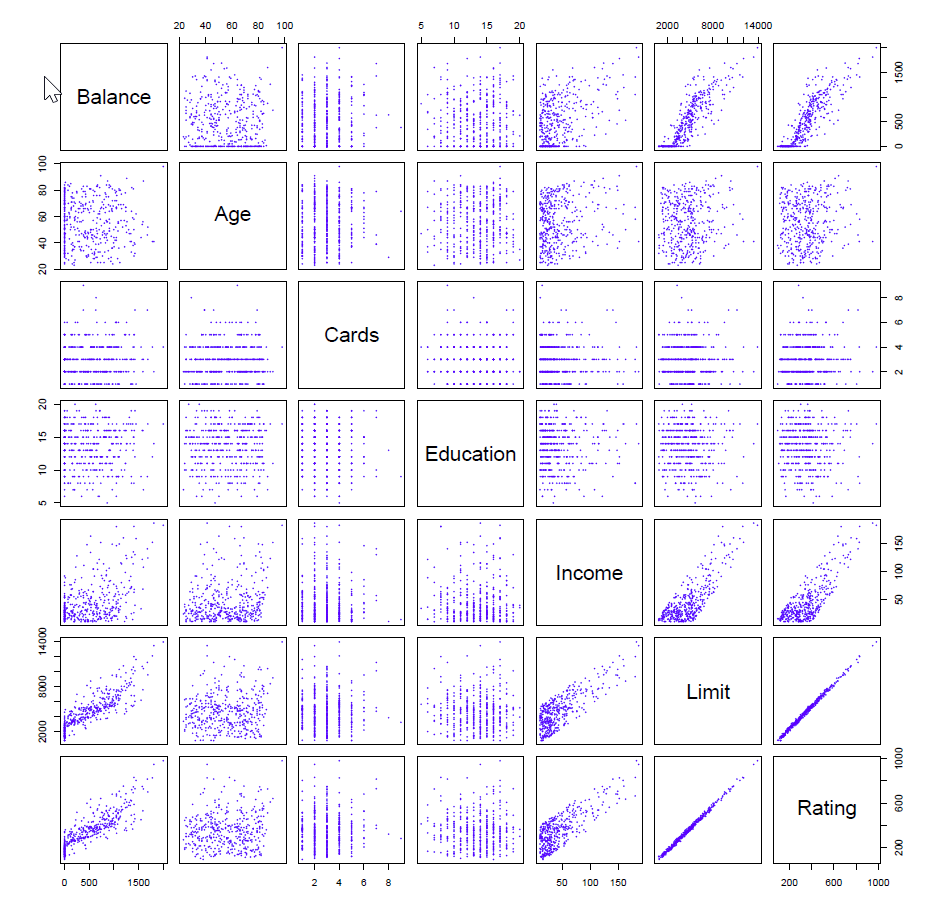 20 40 60 80 100 5 10 15 20 2000 8000 14000
Balance
0 500 1500
20 40 60 80 100
Age
Cards
2 4 6 8
5 10 15 20
Education
Income
50 100 150
2000 8000 14000
Limit
Rating
200 600 1000
0 500 1500 2 4 6 8 50 100 150 200 600 1000